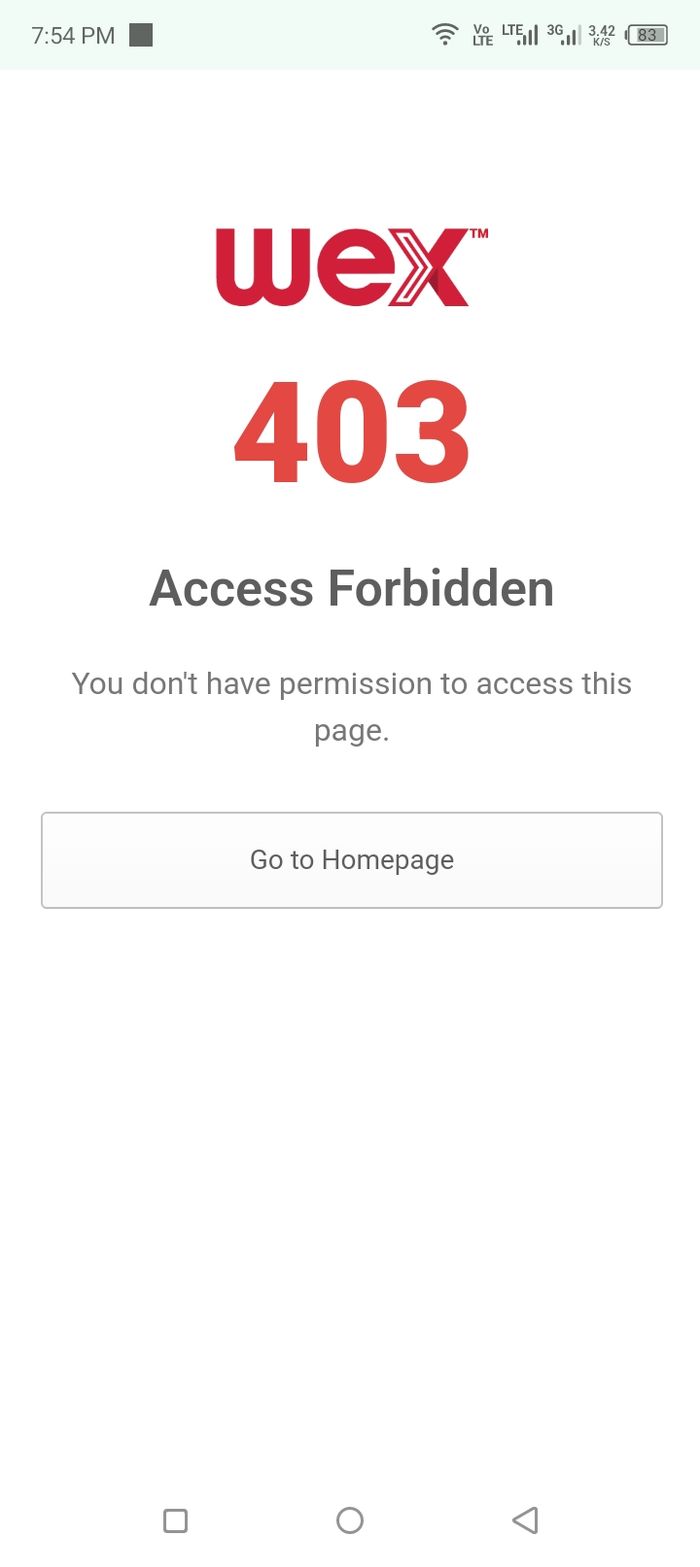 7:54 PM Vo LTE LTE 3G 3.42 K/S 83
wex™
403
Access Forbidden
You don't have permission to access this
page.
Go to Homepage